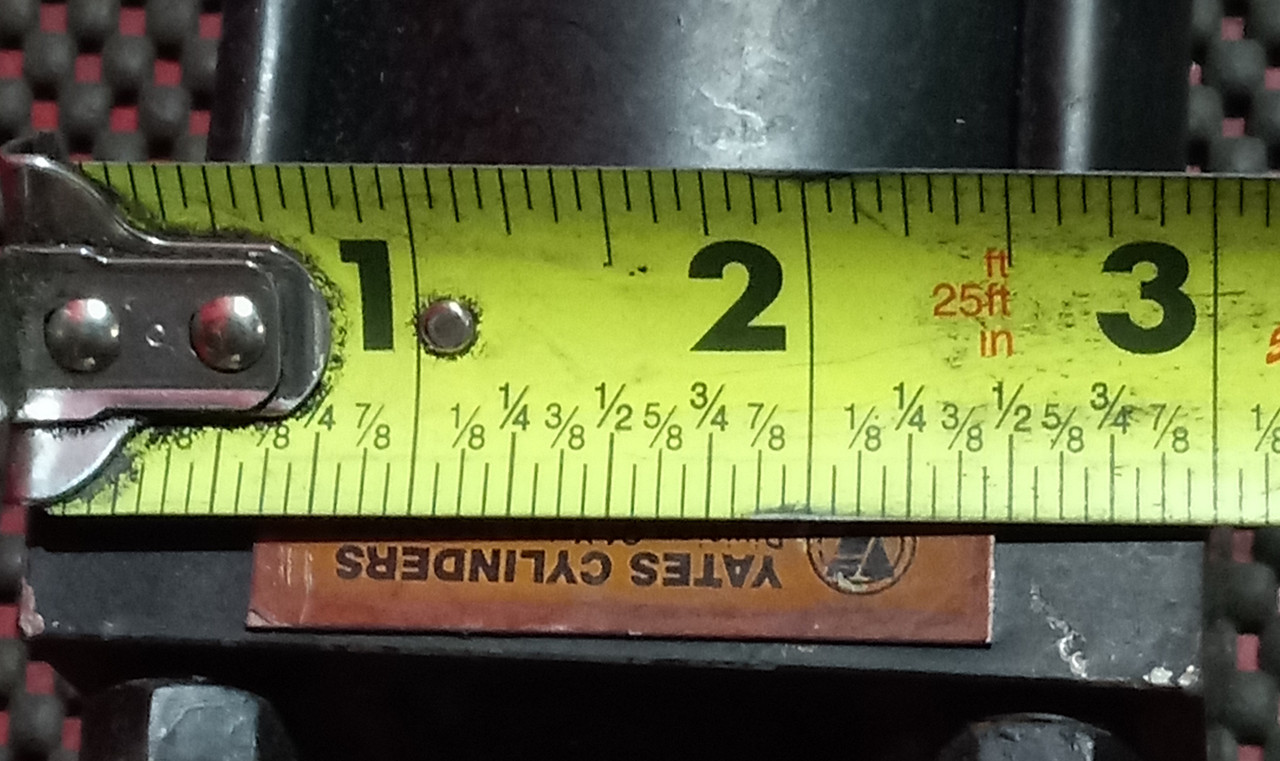 1 2 3
ft
25ft
in
/4 7/8 1/8 1/4 3/8 1/2 5/8 3/4 7/8 1/8 1/4 3/8 1/2 5/8 3/4 7/8
YATES CYLINDERS